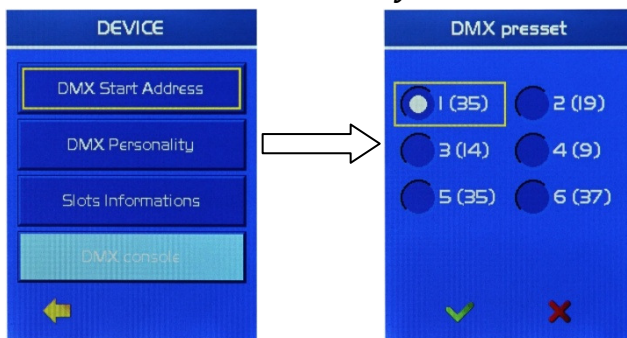 DEVICE
DMX Start Address
DMX Personality
Slots Informations
DMX console
DMX presset
1 (35) 2 (19)
3 (14) 4 (9)
5 (35) 6 (37)